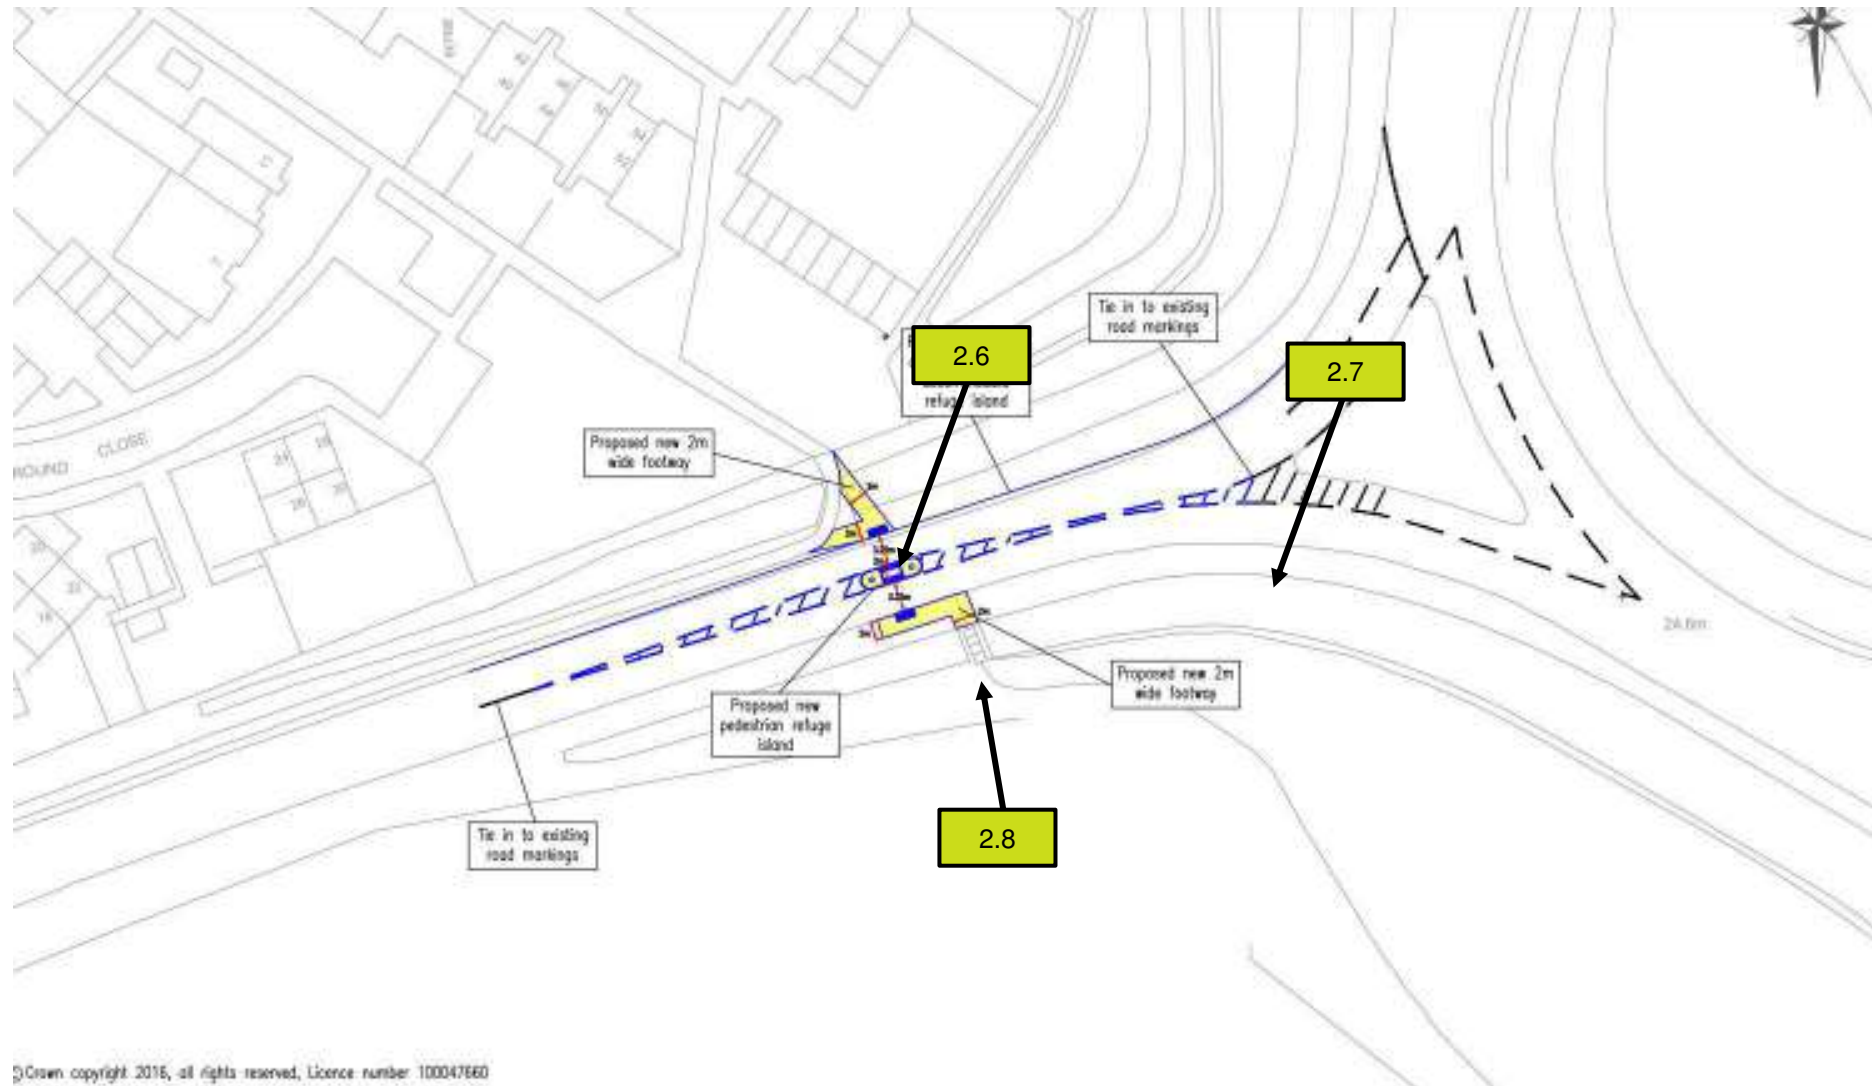 Tie in to existing
road markings
2.6
2.7
refuge island
Proposed new 2m
wide footway
CLOSE
ROUND
24.6m
Proposed new 2m
wide footway
Proposed new
pedestrian refuge
island
2.8
Tie in to existing
road markings
©Crown copyright 2016, all rights reserved, Licence number 100047660